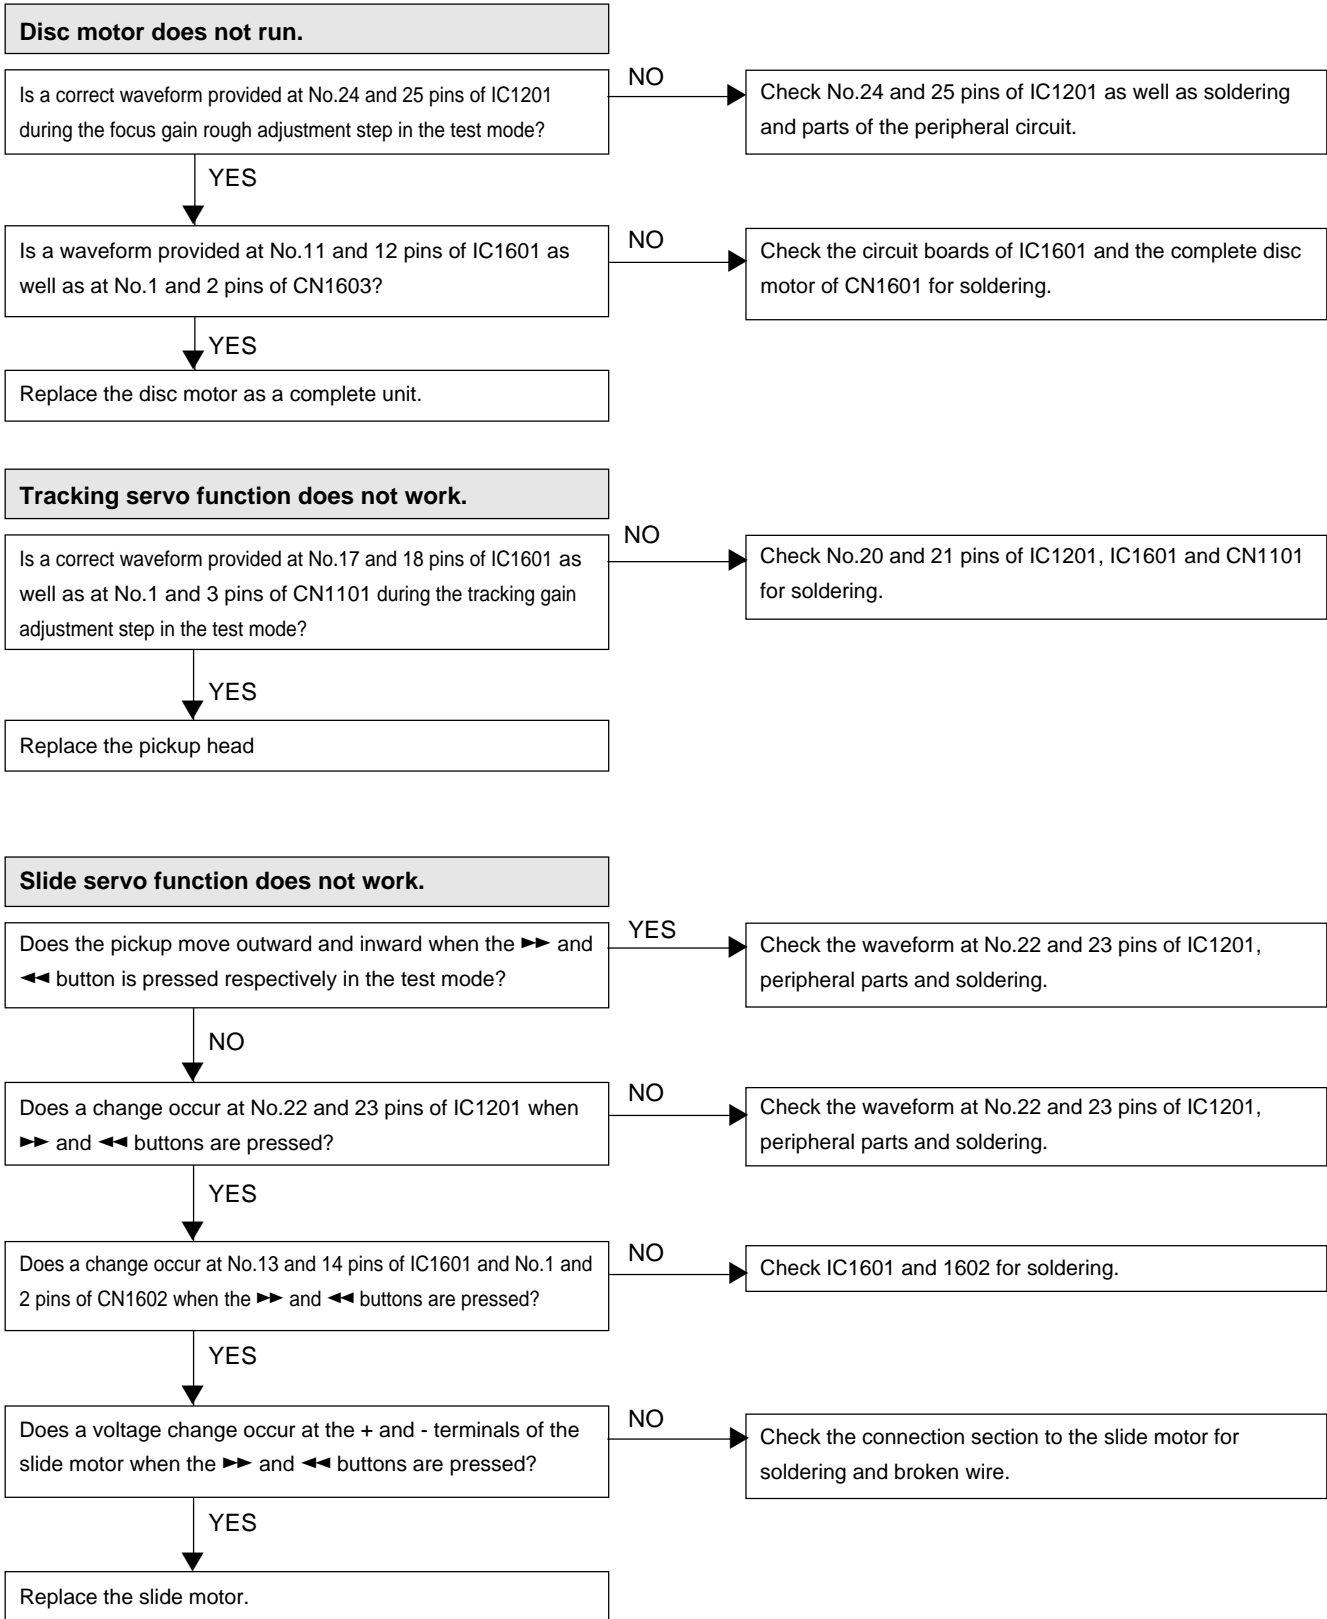 Disc motor does not run.
Is a correct waveform provided at No.24 and 25 pins of IC1201
during the focus gain rough adjustment step in the test mode?
NO
Check No.24 and 25 pins of IC1201 as well as soldering
and parts of the peripheral circuit.
YES
Is a waveform provided at No.11 and 12 pins of IC1601 as
well as at No.1 and 2 pins of CN1603?
NO
Check the circuit boards of IC1601 and the complete disc
motor of CN1601 for soldering.
YES
Replace the disc motor as a complete unit.
Tracking servo function does not work.
Is a correct waveform provided at No.17 and 18 pins of IC1601 as
well as at No.1 and 3 pins of CN1101 during the tracking gain
adjustment step in the test mode?
NO
Check No.20 and 21 pins of IC1201, IC1601 and CN1101
for soldering.
YES
Replace the pickup head
Slide servo function does not work.
Does the pickup move outward and inward when the ►► and
◄◄ button is pressed respectively in the test mode?
YES
Check the waveform at No.22 and 23 pins of IC1201,
peripheral parts and soldering.
NO
Does a change occur at No.22 and 23 pins of IC1201 when
►► and ◄◄ buttons are pressed?
NO
Check the waveform at No.22 and 23 pins of IC1201,
peripheral parts and soldering.
YES
Does a change occur at No.13 and 14 pins of IC1601 and No.1 and
2 pins of CN1602 when the ►► and ◄◄ buttons are pressed?
NO
Check IC1601 and 1602 for soldering.
YES
Does a voltage change occur at the + and - terminals of the
slide motor when the ►► and ◄◄ buttons are pressed?
NO
Check the connection section to the slide motor for
soldering and broken wire.
YES
Replace the slide motor.